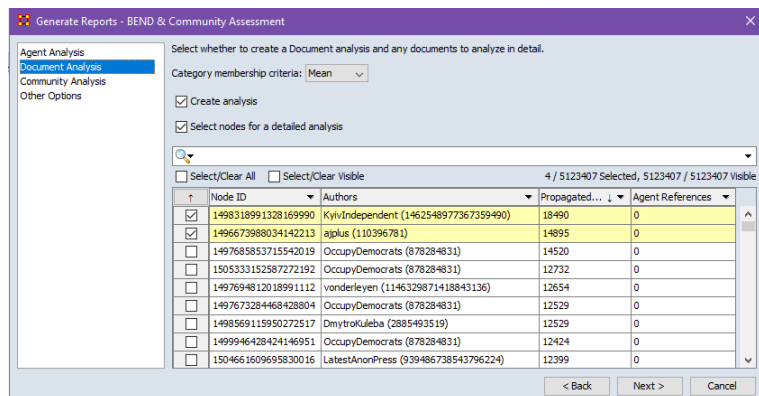 Generate Reports - BEND & Community Assessment
Agent Analysis
Document Analysis
Community Analysis
Other Options
Select whether to create a Document analysis and any documents to analyze in detail.
Category membership criteria: Mean
Create analysis
Select nodes for a detailed analysis
Select/Clear All Select/Clear Visible 4 / 5123407 Selected, 5123407 / 5123407 Visible
↑ Node ID Authors Propagated... ↓ Agent References
1498318991328169990 KyivIndependent (1462548977367359490) 18490 0
1496673988034142213 ajplus (110396781) 14895 0
1497685853715542019 OccupyDemocrats (878284831) 14520 0
1505333152587272192 OccupyDemocrats (878284831) 12732 0
1497694812018991112 vonderleyen (1146329871418843136) 12654 0
1497673284468428804 OccupyDemocrats (878284831) 12529 0
1498569115950272517 DmytroKuleba (2885493519) 12529 0
1499946428424146951 OccupyDemocrats (878284831) 12424 0
1504661609695830016 LatestAnonPress (939486738543796224) 12399 0
< Back Next > Cancel